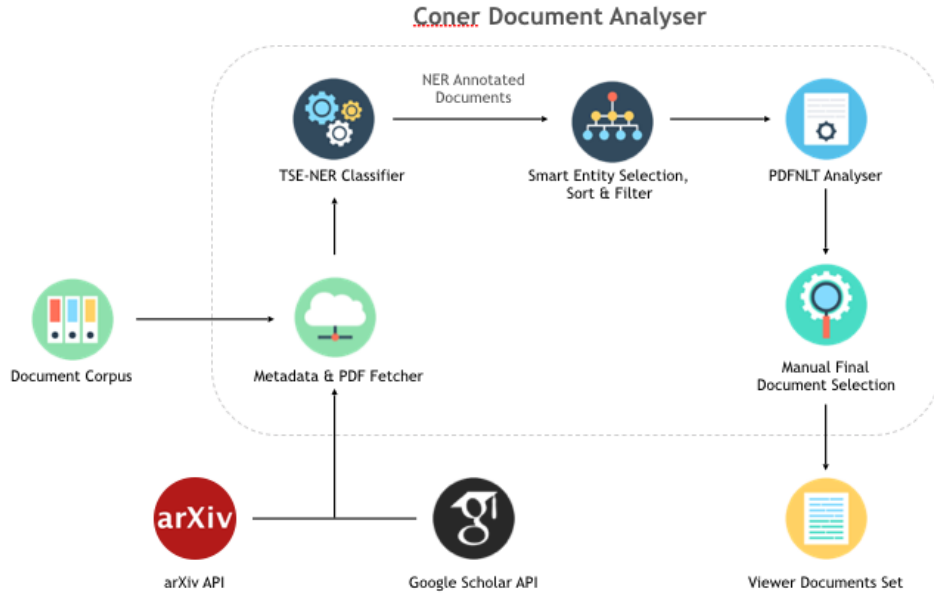 Coner Document Analyser
NER Annotated
Documents
TSE-NER Classifier
Smart Entity Selection,
Sort & Filter
PDFNLT Analyser
Document Corpus
Metadata & PDF Fetcher
Manual Final
Document Selection
arXiv
g
arXiv API
Google Scholar API
Viewer Documents Set